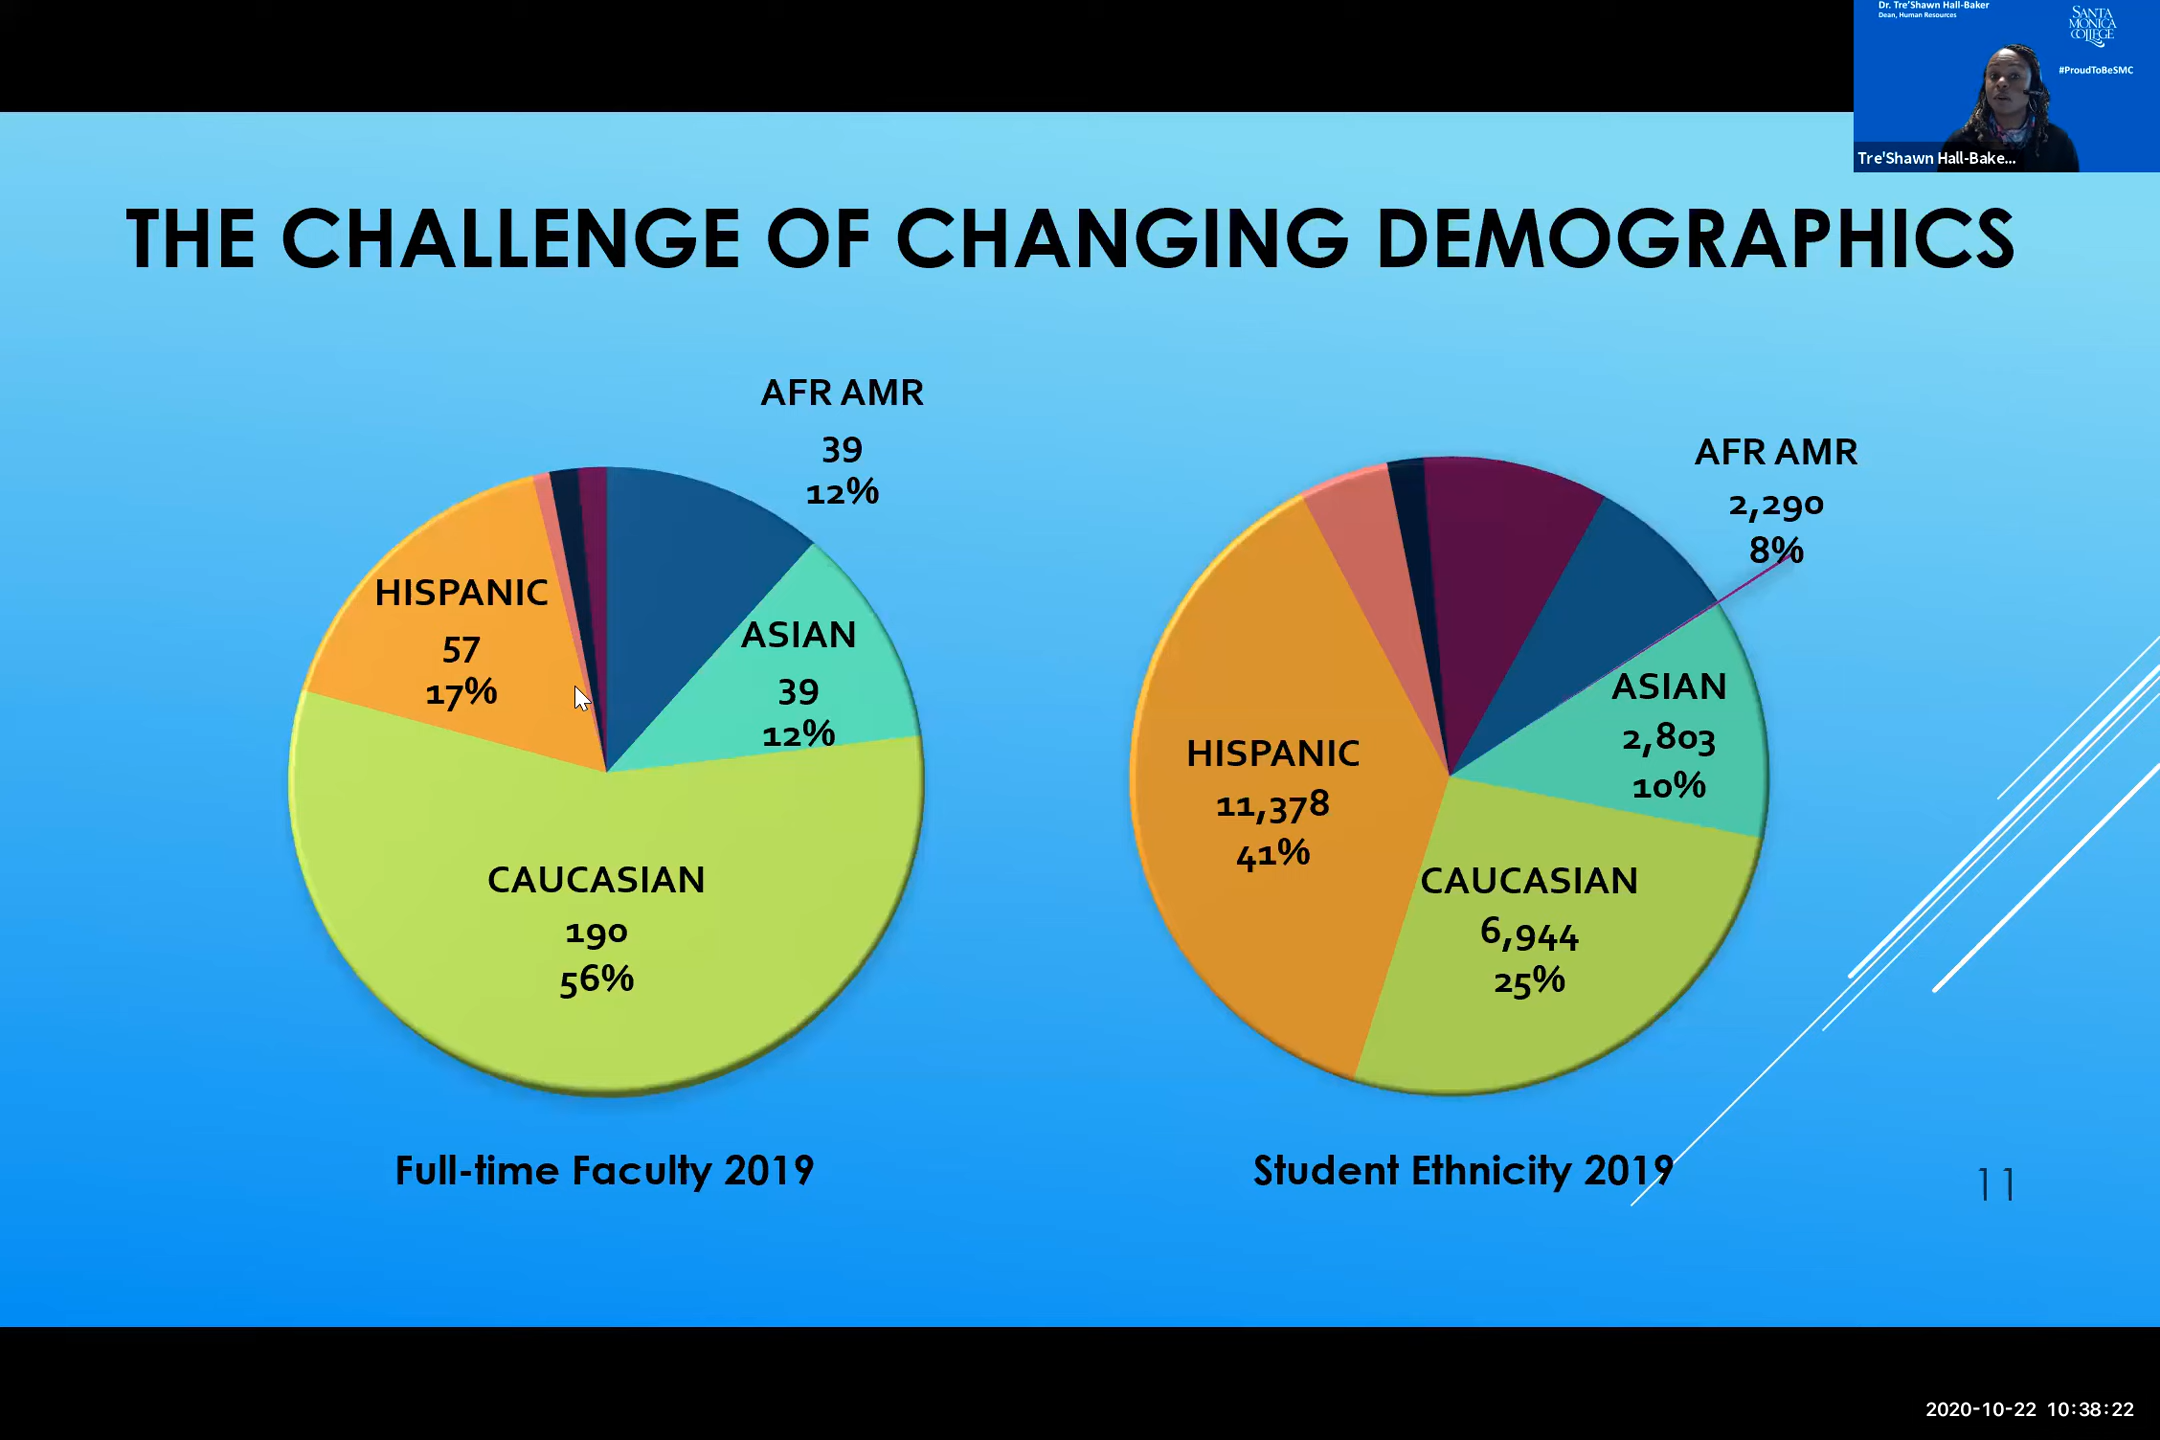 Dr. Tre'Shawn Hall-Baker
Dean, Human Resources
SANTA
MONICA
COLLEGE
#ProudToBeSMC
Tre'Shawn Hall-Bake...
THE CHALLENGE OF CHANGING DEMOGRAPHICS
AFR AMR
39
12%
HISPANIC
57
17%
ASIAN
39
12%
CAUCASIAN
190
56%
Full-time Faculty 2019
AFR AMR
2,290
8%
ASIAN
2,803
10%
HISPANIC
11,378
41%
CAUCASIAN
6,944
25%
Student Ethnicity 2019
11
2020-10-22 10:38:22